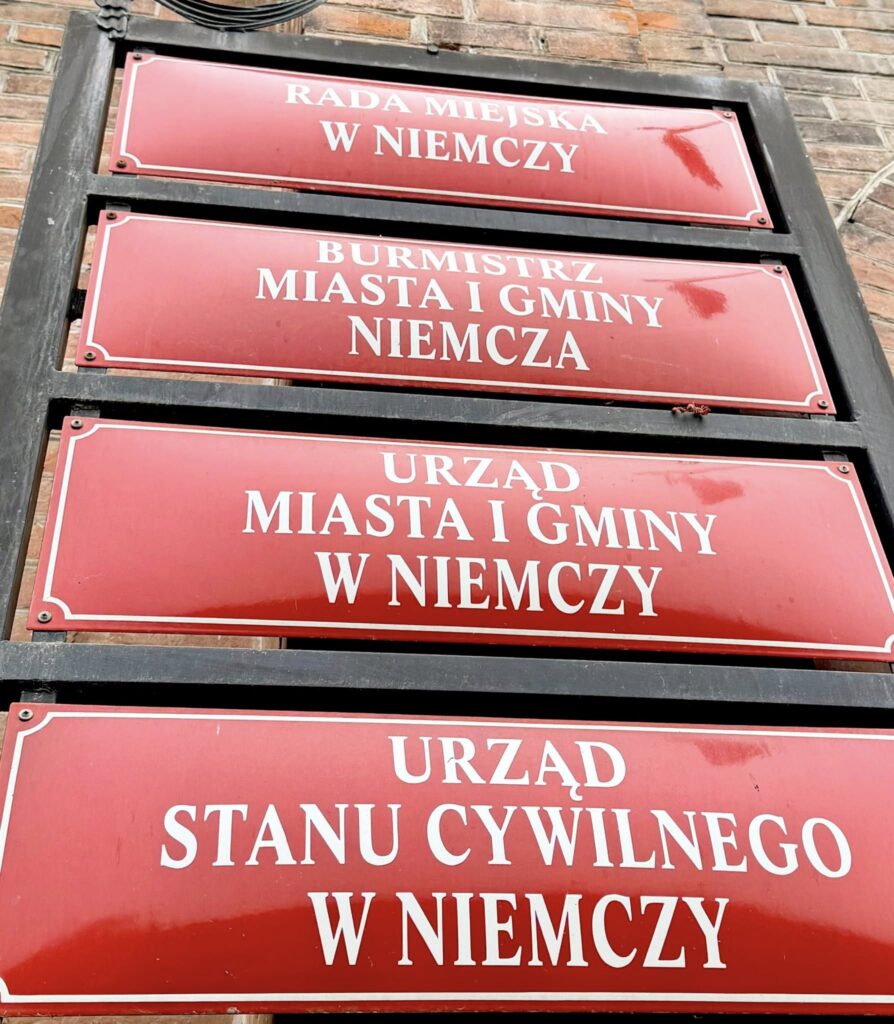 RADA MIEJSKA
W NIEMCZY
BURMISTRZ
MIASTA I GMINY
NIEMCZA
URZĄD
MIASTA I GMINY
W NIEMCZY
URZĄD
STANU CYWILNEGO
W NIEMCZY